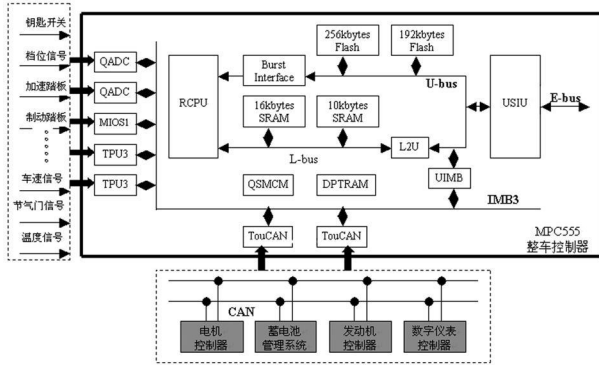 钥匙开关
档位信号
加速踏板
制动踏板
车速信号
节气门信号
温度信号
QADC
QADC
MIOS1
TPU3
TPU3
RCPU
Burst
Interface
256kbytes
Flash
192kbytes
Flash
U-bus
16kbytes
SRAM
10kbytes
SRAM
L-bus
L2U
USIU
E-bus
UIMB
IMB3
QSMCM
DPTRAM
TouCAN
TouCAN
MPC555
整车控制器
CAN
电机
控制器
蓄电池
管理系统
发动机
控制器
数字仪表
控制器